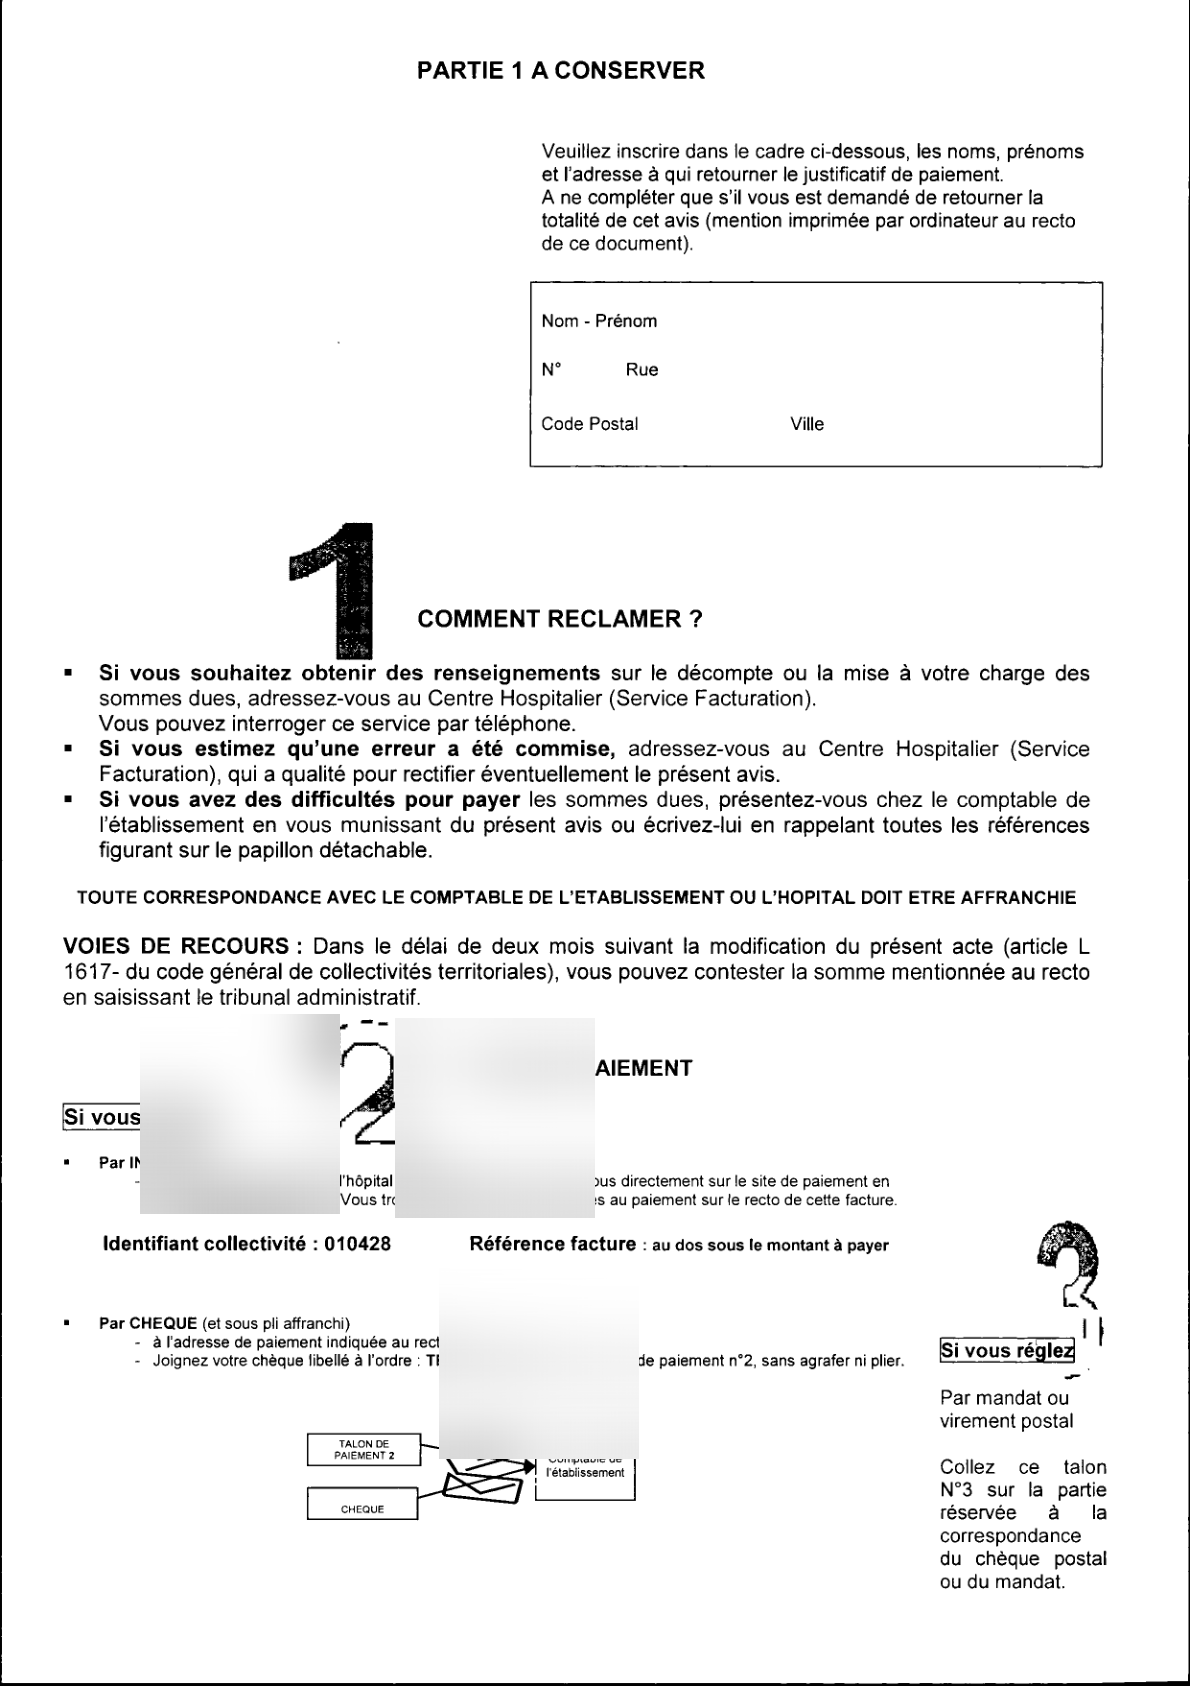 PARTIE 1 A CONSERVER
Veuillez inscrire dans le cadre ci-dessous, les noms, prénoms
et l'adresse à qui retourner le justificatif de paiement.
A ne compléter que s'il vous est demandé de retourner la
totalité de cet avis (mention imprimée par ordinateur au recto
de ce document).
Nom - Prénom
N° Rue
Code Postal Ville
1
COMMENT RECLAMER ?
▪ Si vous souhaitez obtenir des renseignements sur le décompte ou la mise à votre charge des
sommes dues, adressez-vous au Centre Hospitalier (Service Facturation).
Vous pouvez interroger ce service par téléphone.
▪ Si vous estimez qu'une erreur a été commise, adressez-vous au Centre Hospitalier (Service
Facturation), qui a qualité pour rectifier éventuellement le présent avis.
▪ Si vous avez des difficultés pour payer les sommes dues, présentez-vous chez le comptable de
l'établissement en vous munissant du présent avis ou écrivez-lui en rappelant toutes les références
figurant sur le papillon détachable.
TOUTE CORRESPONDANCE AVEC LE COMPTABLE DE L'ETABLISSEMENT OU L'HOPITAL DOIT ETRE AFFRANCHIE
VOIES DE RECOURS : Dans le délai de deux mois suivant la modification du présent acte (article L
1617- du code général de collectivités territoriales), vous pouvez contester la somme mentionnée au recto
en saisissant le tribunal administratif.
2
AIEMENT
Si vous
▪ Par
- l'hôpital directement sur le site de paiement en
Vous au paiement sur le recto de cette facture.
Identifiant collectivité : 010428 Référence facture : au dos sous le montant à payer
▪ Par CHEQUE (et sous pli affranchi)
- à l'adresse de paiement indiquée au
- Joignez votre chèque libellé à l'ordre : de paiement n°2, sans agrafer ni plier.
TALON DE
PAIEMENT 2
CHEQUE
Comptable de
l'établissement
3
Si vous réglez
Par mandat ou
virement postal
Collez ce talon
N°3 sur la partie
réservée à la
correspondance
du chèque postal
ou du mandat.